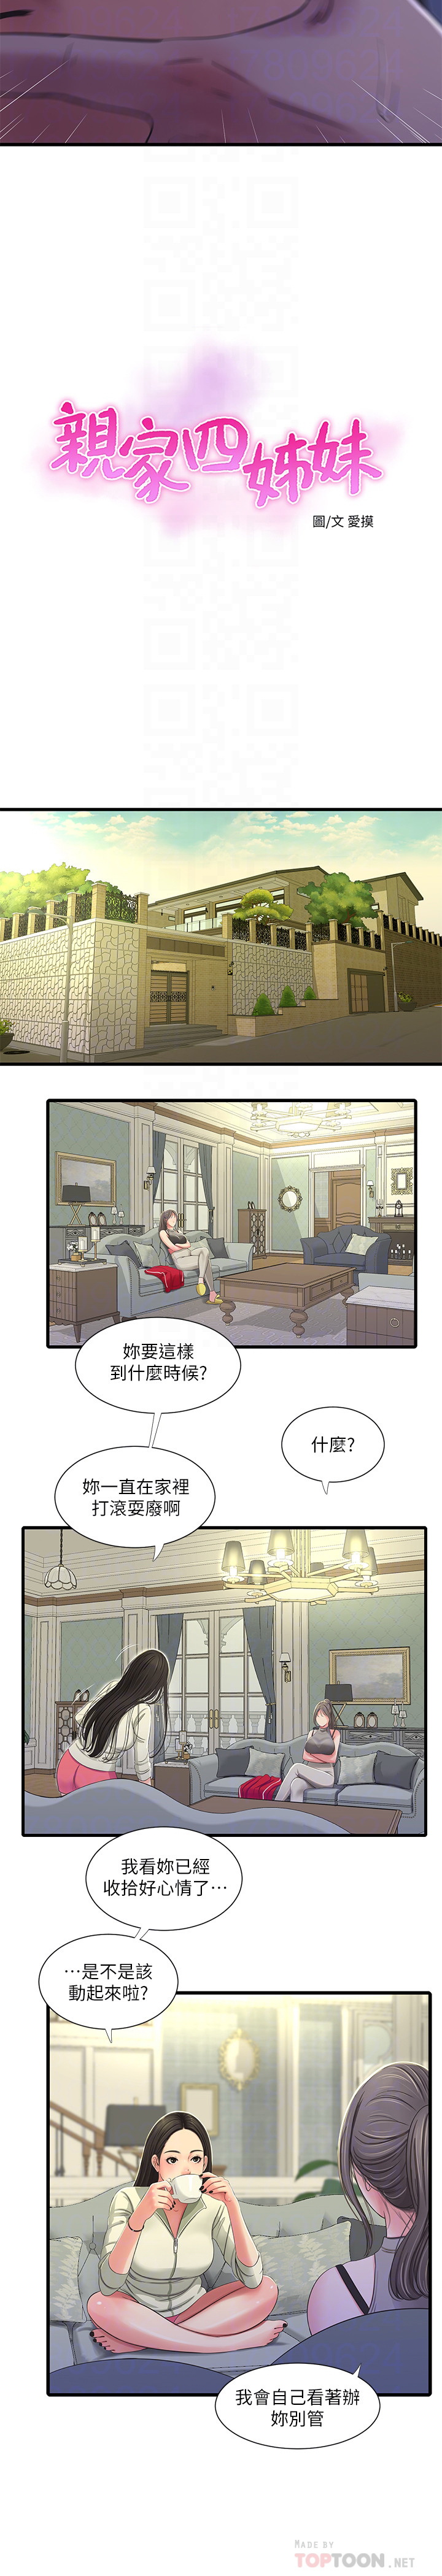 親家四姊妹
圖/文 愛摸
妳要這樣
到什麼時候?
什麼?
妳一直在家裡
打滾耍廢啊
我看妳已經
收拾好心情了…
…是不是該
動起來啦?
我會自己看著辦
妳別管
MADE BY
TOPTOON.NET